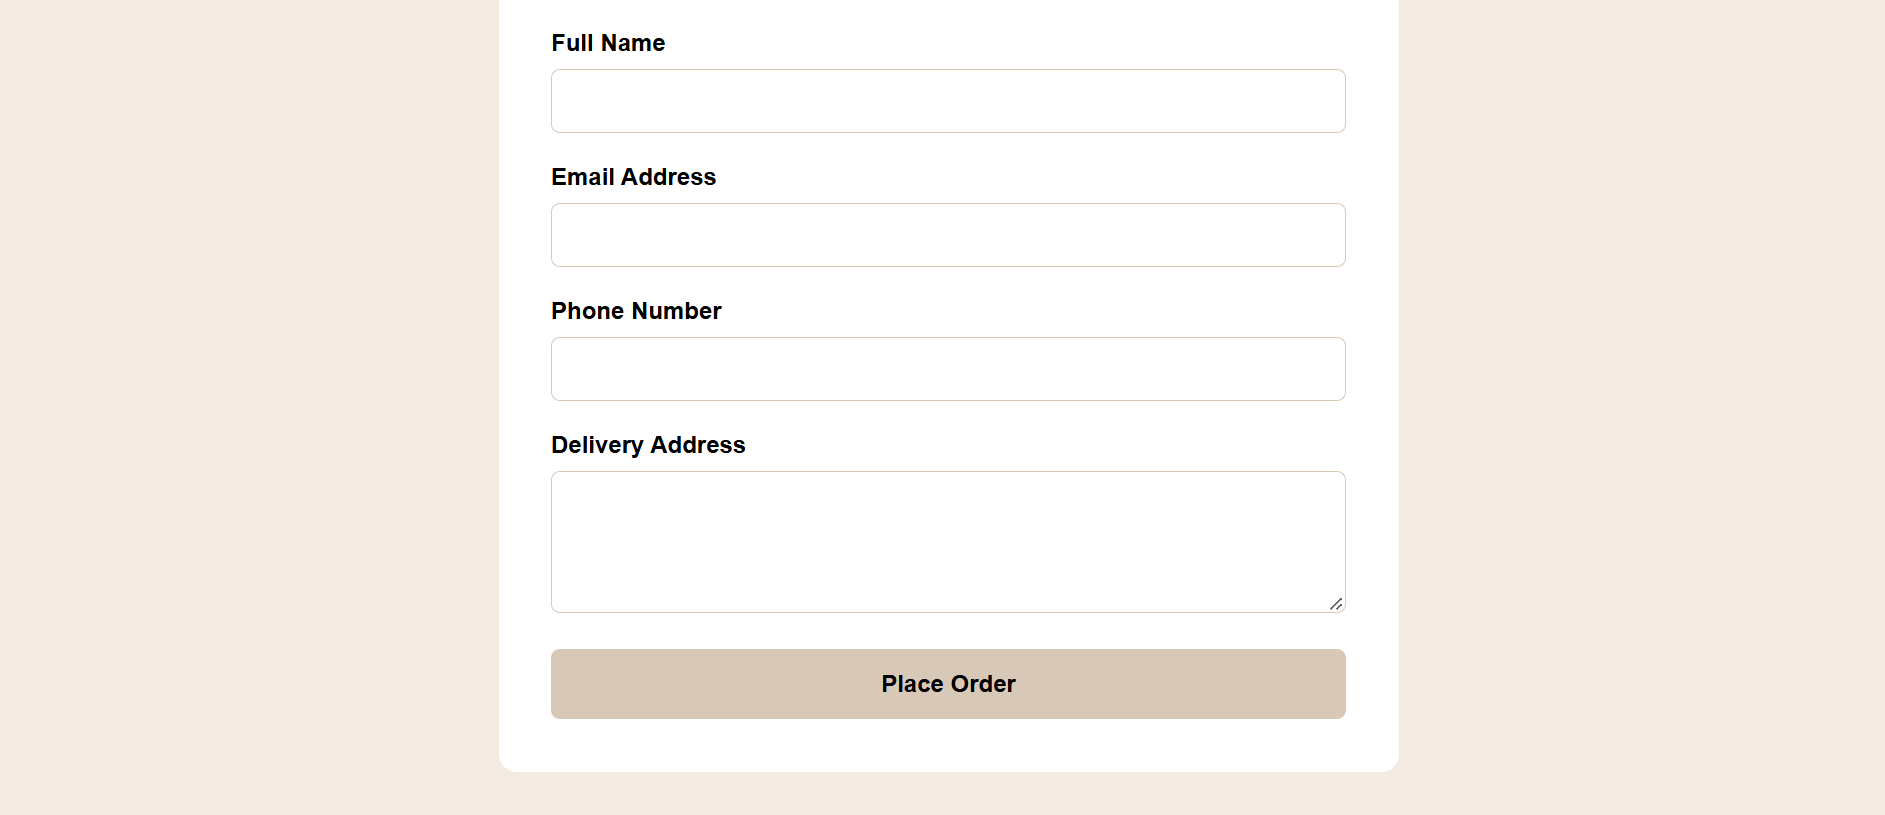 Full Name
Email Address
Phone Number
Delivery Address
Place Order